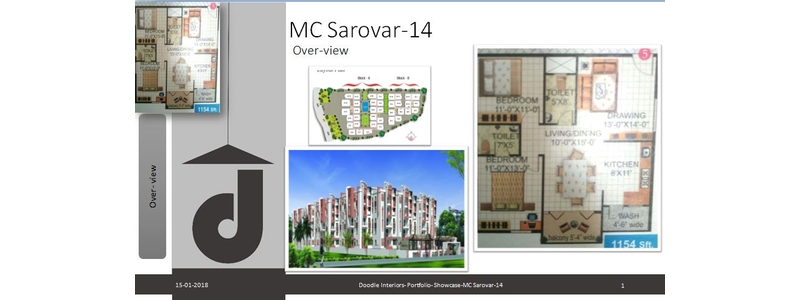 MC Sarovar-14
Over-view
Block - A
Block - B
5
BEDROOM
11'-0"X11'-0"
TOILET
5'X8'
DRAWING
13'-0"X14'-0"
TOILET
7'X5'
LIVING/DINING
10'-0"X15'-0"
BEDROOM
11'-0"X13'-0"
KITCHEN
8'X11'
WASH
4'-6" wide
balcony 5'-4" wide
1154 Sft.
1154 Sft.
Over-view
15-01-2018
Doodle Interiors- Portfolio- Showcase-MC Sarovar-14
1